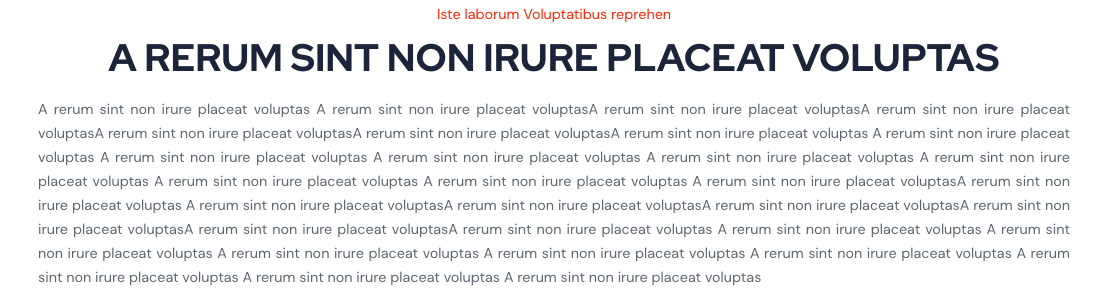 Iste laborum Voluptatibus reprehen
A RERUM SINT NON IRURE PLACEAT VOLUPTAS
A rerum sint non irure placeat voluptas A rerum sint non irure placeat voluptasA rerum sint non irure placeat voluptasA rerum sint non irure placeat
voluptasA rerum sint non irure placeat voluptasA rerum sint non irure placeat voluptasA rerum sint non irure placeat voluptas A rerum sint non irure placeat
voluptas A rerum sint non irure placeat voluptas A rerum sint non irure placeat voluptas A rerum sint non irure placeat voluptas A rerum sint non irure
placeat voluptas A rerum sint non irure placeat voluptas A rerum sint non irure placeat voluptas A rerum sint non irure placeat voluptasA rerum sint non
irure placeat voluptas A rerum sint non irure placeat voluptasA rerum sint non irure placeat voluptasA rerum sint non irure placeat voluptasA rerum sint non
irure placeat voluptasA rerum sint non irure placeat voluptasA rerum sint non irure placeat voluptas A rerum sint non irure placeat voluptas A rerum sint
non irure placeat voluptas A rerum sint non irure placeat voluptas A rerum sint non irure placeat voluptas A rerum sint non irure placeat voluptas A rerum
sint non irure placeat voluptas A rerum sint non irure placeat voluptas A rerum sint non irure placeat voluptas